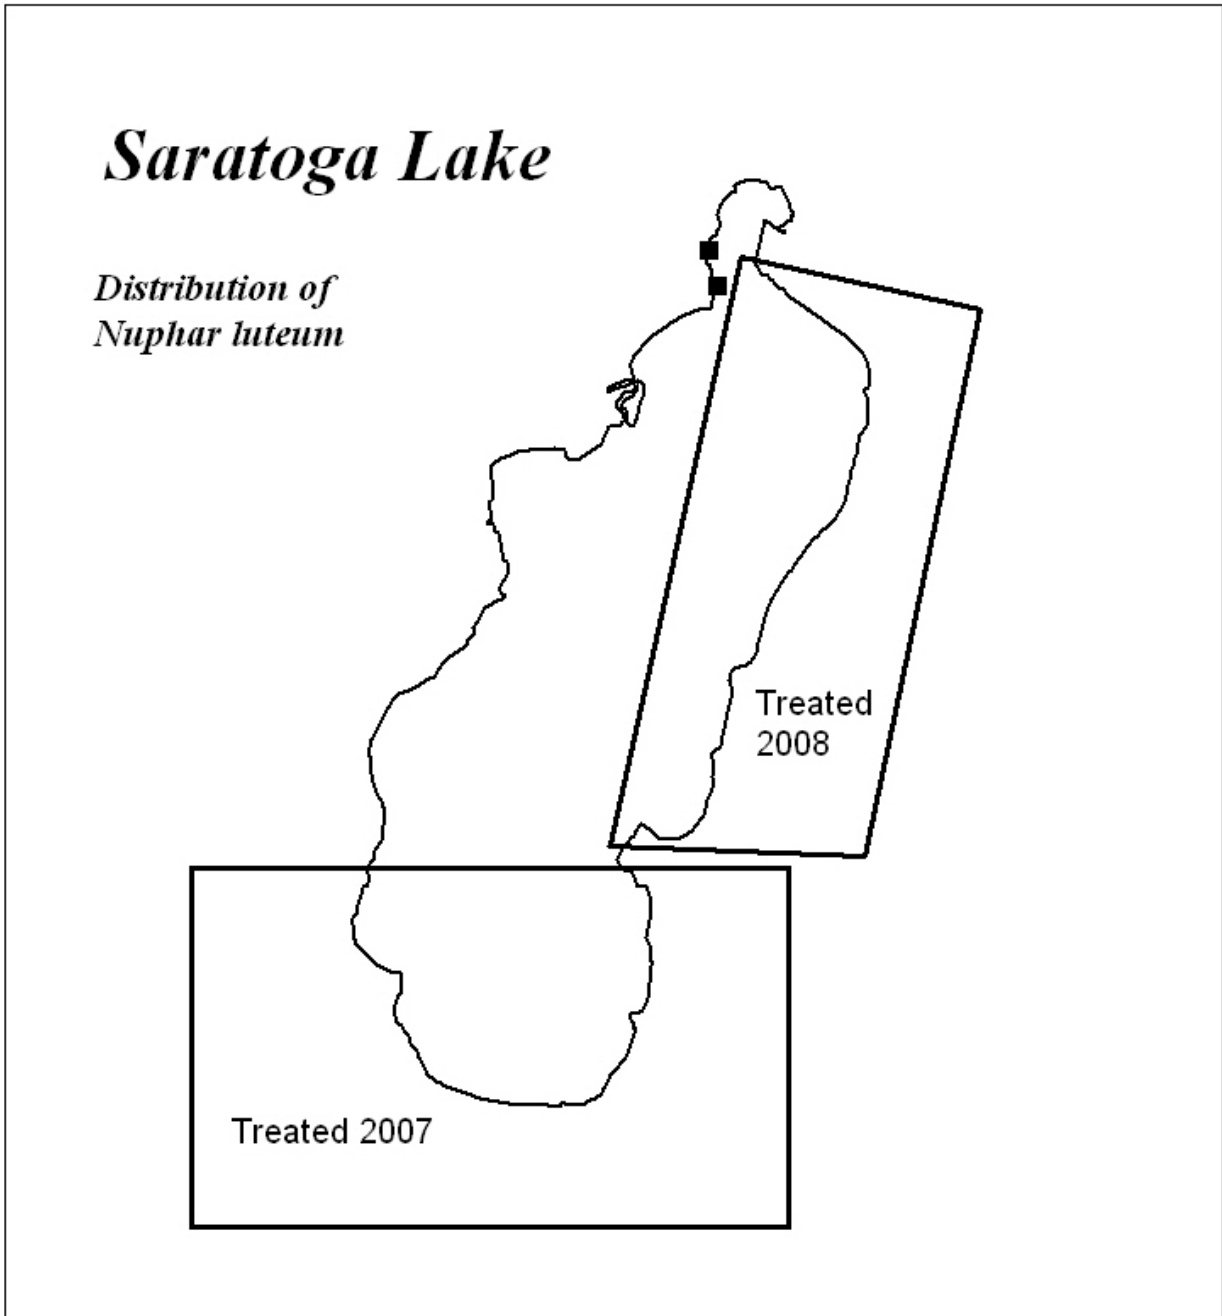 Saratoga Lake
Distribution of
Nuphar luteum
Treated
2008
Treated 2007